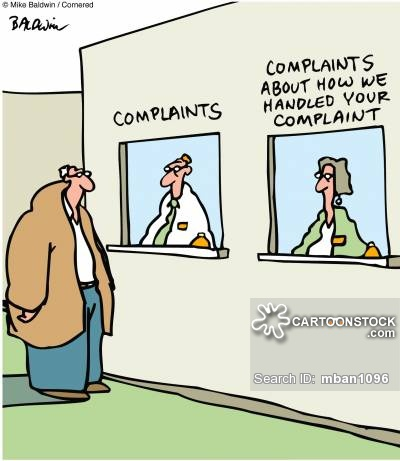 © Mike Baldwin / Cornered
BALDWIN
COMPLAINTS
COMPLAINTS
ABOUT HOW WE
HANDLED YOUR
COMPLAINT
CARTOONSTOCK
.com
Search ID: mban1096